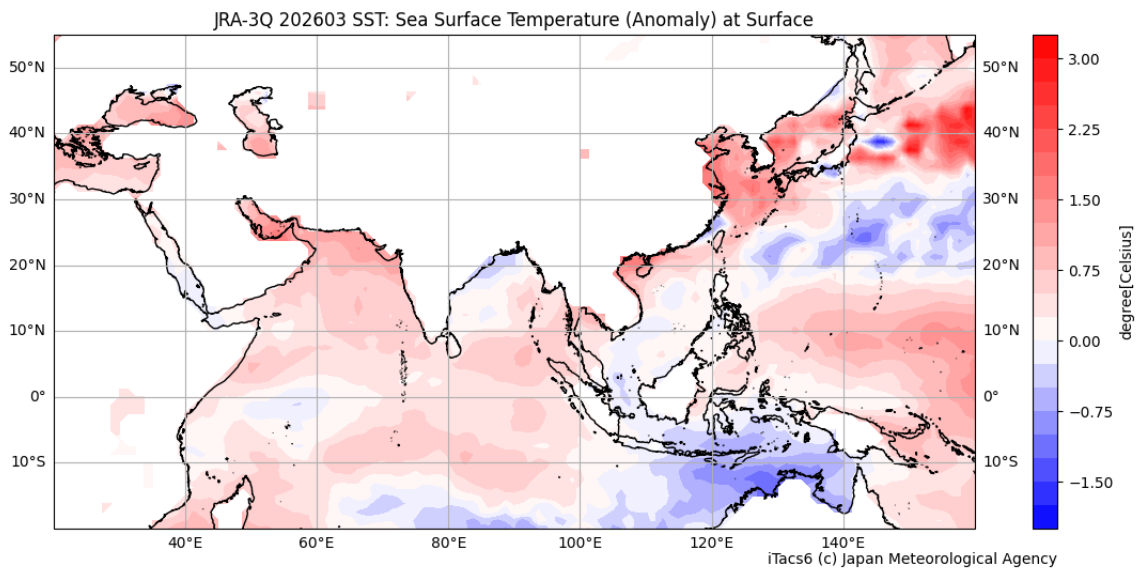 JRA-3Q 202603 SST: Sea Surface Temperature (Anomaly) at Surface
50°N 50°N 3.00
40°N 40°N 2.25
30°N 30°N 1.50
20°N 20°N 0.75
10°N 10°N 0.00
0° 0° −0.75
10°S 10°S −1.50
degree[Celsius]
40°E 60°E 80°E 100°E 120°E 140°E
iTacs6 (c) Japan Meteorological Agency